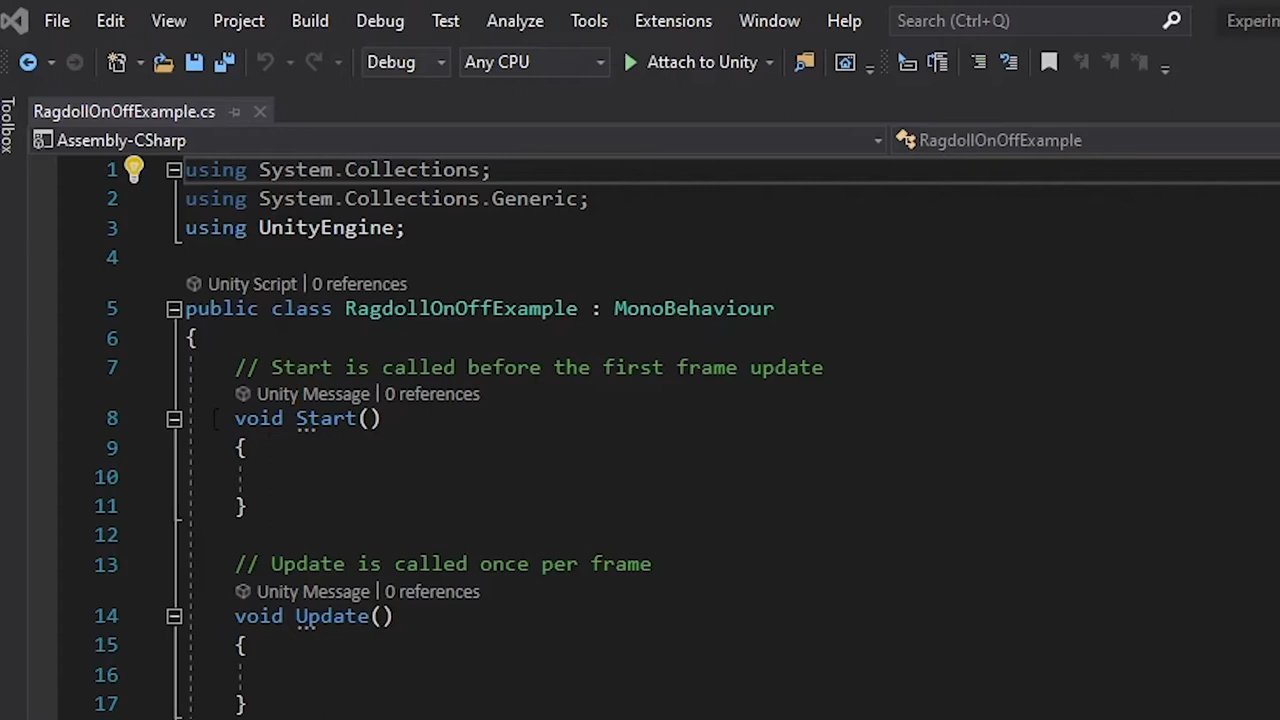 File Edit View Project Build Debug Test Analyze Tools Extensions Window Help Search (Ctrl+Q)
Debug Any CPU Attach to Unity
Toolbox
RagdollOnOffExample.cs
Assembly-CSharp RagdollOnOffExample
1 using System.Collections;
2 using System.Collections.Generic;
3 using UnityEngine;
4
Unity Script | 0 references
5 public class RagdollOnOffExample : MonoBehaviour
6 {
7 // Start is called before the first frame update
Unity Message | 0 references
8 void Start()
9 {
10
11 }
12
13 // Update is called once per frame
Unity Message | 0 references
14 void Update()
15 {
16
17 }